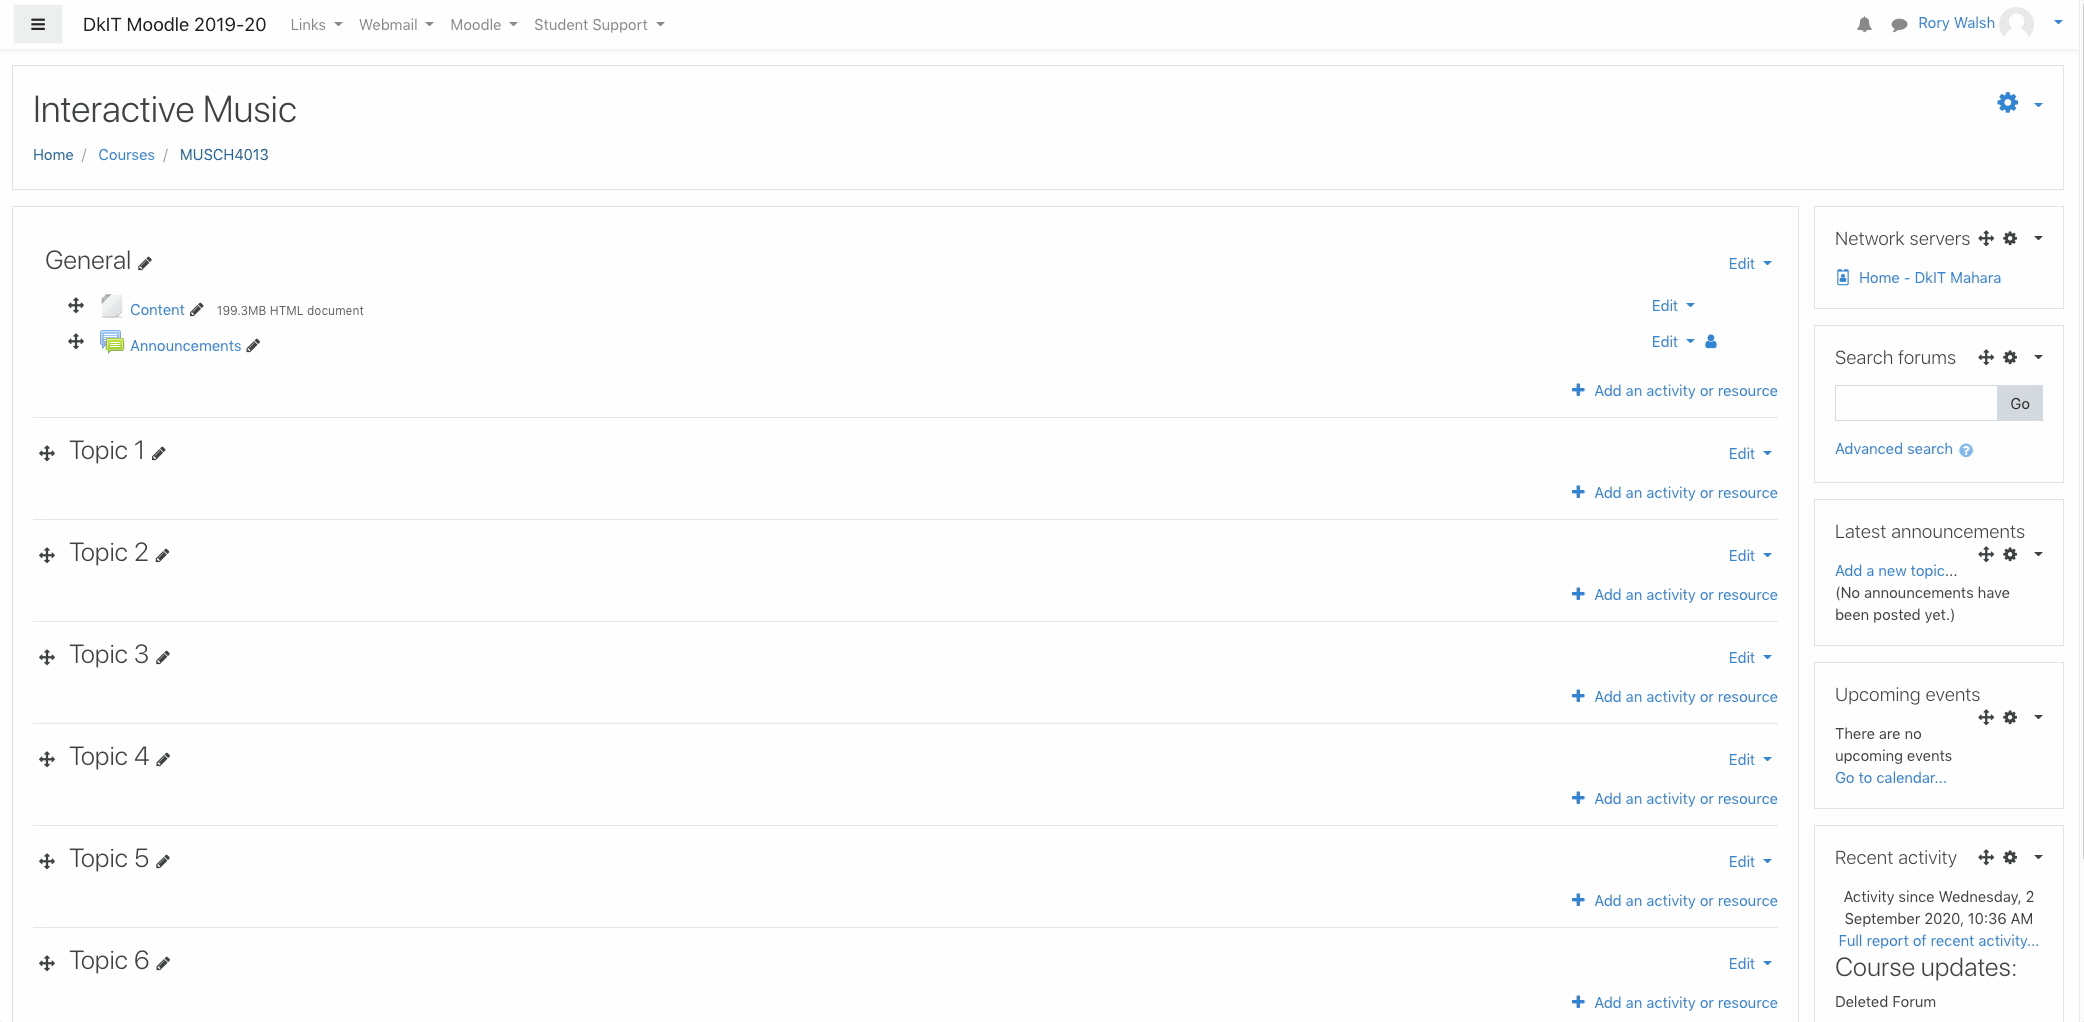 DkIT Moodle 2019-20 Links Webmail Moodle Student Support Rory Walsh
Interactive Music
Home / Courses / MUSCH4013
General Edit
Content 199.3MB HTML document Edit
Announcements Edit
Add an activity or resource
Topic 1 Edit
Add an activity or resource
Topic 2 Edit
Add an activity or resource
Topic 3 Edit
Add an activity or resource
Topic 4 Edit
Add an activity or resource
Topic 5 Edit
Add an activity or resource
Topic 6 Edit
Add an activity or resource
Network servers
Home - DkIT Mahara
Search forums
Go
Advanced search ?
Latest announcements
Add a new topic...
(No announcements have
been posted yet.)
Upcoming events
There are no
upcoming events
Go to calendar...
Recent activity
Activity since Wednesday, 2
September 2020, 10:36 AM
Full report of recent activity...
Course updates:
Deleted Forum